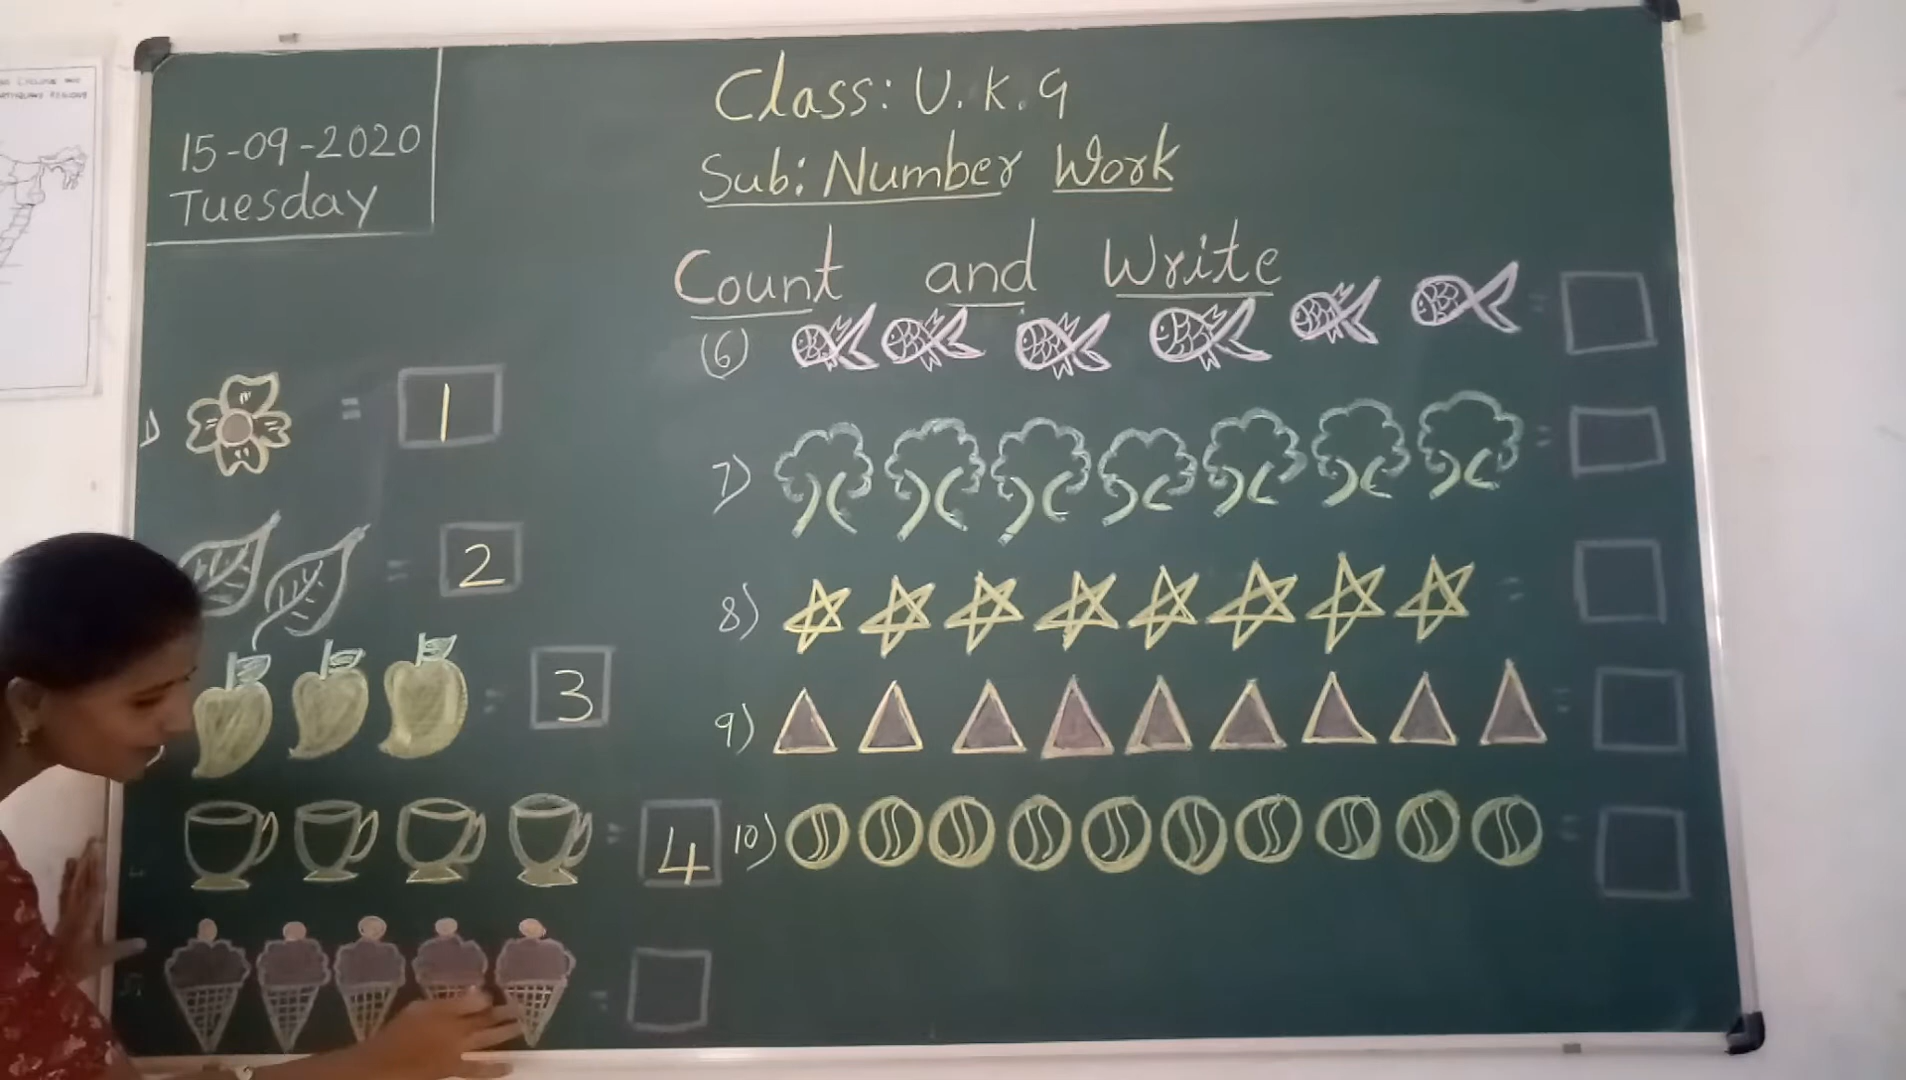 15-09-2020
Tuesday
Class: U.K.G
Sub: Number Work
Count and Write
1) = 1
= 2
= 3
= 4
=
(6) =
7) =
8) =
9) =
10) =